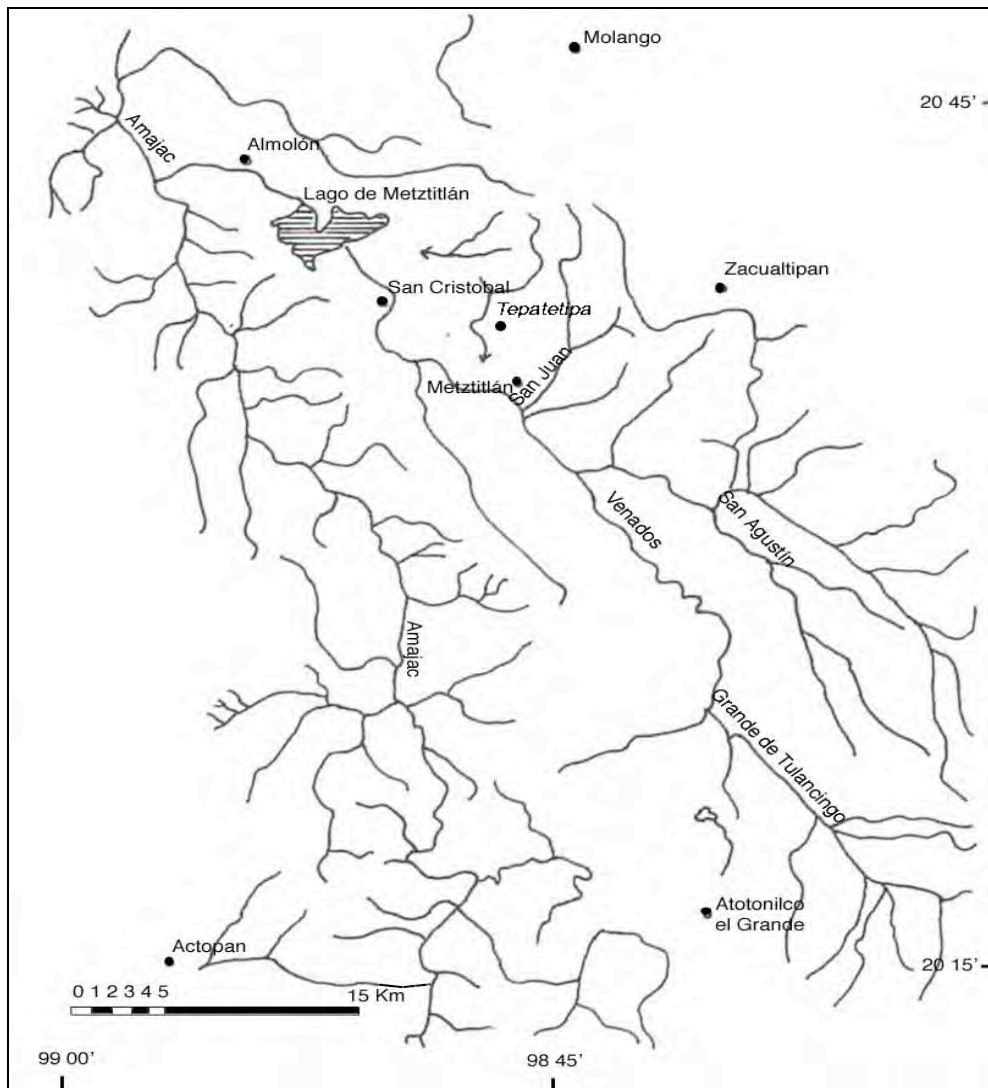 Molango
20 45'
Amajac
Almolón
Lago de Metztitlán
Zacualtipan
San Cristobal
Tepatetipa
San Juan
Metztitlán
Venados
San Agustín
Amajac
Grande de Tulancingo
Atotonilco
el Grande
Actopan
20 15'
0 1 2 3 4 5
15 Km
99 00'
98 45'